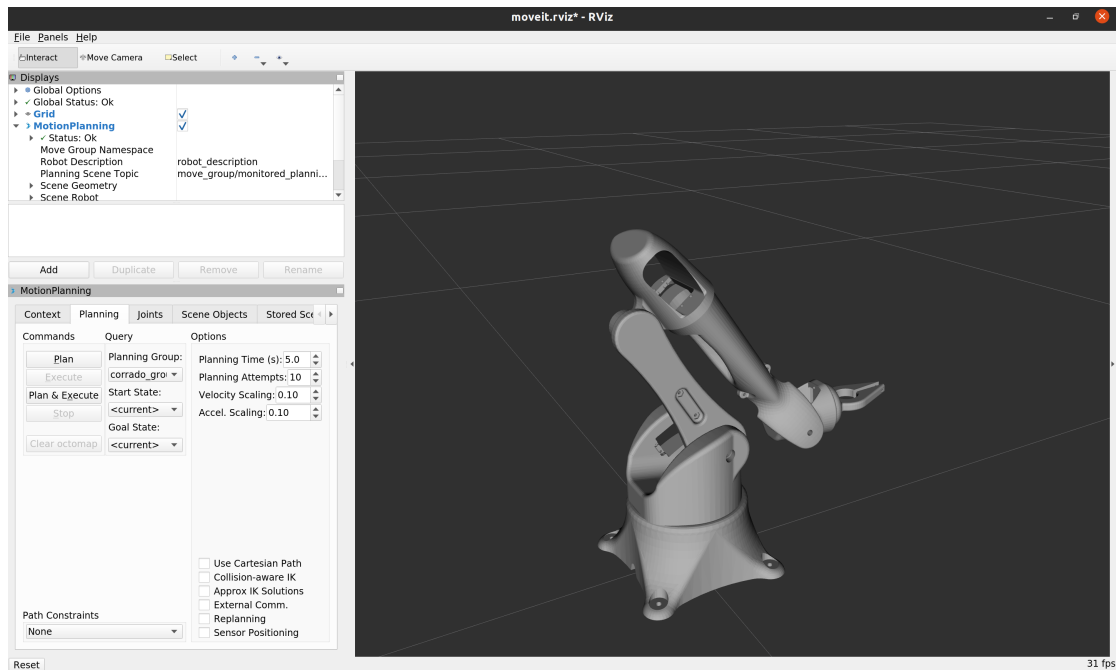 moveit.rviz* - RViz
File Panels Help
Interact Move Camera Select
Displays
Global Options
Global Status: Ok
Grid
MotionPlanning
Status: Ok
Move Group Namespace
Robot Description robot_description
Planning Scene Topic move_group/monitored_planni...
Scene Geometry
Scene Robot
Add Duplicate Remove Rename
MotionPlanning
Context Planning Joints Scene Objects Stored Sce
Commands Query Options
Plan Planning Group: Planning Time (s): 5.0
Execute corrado_grou Planning Attempts: 10
Plan & Execute Start State: Velocity Scaling: 0.10
Stop <current> Accel. Scaling: 0.10
Goal State:
Clear octomap <current>
Use Cartesian Path
Collision-aware IK
Approx IK Solutions
External Comm.
Path Constraints Replanning
None Sensor Positioning
Reset 31 fps